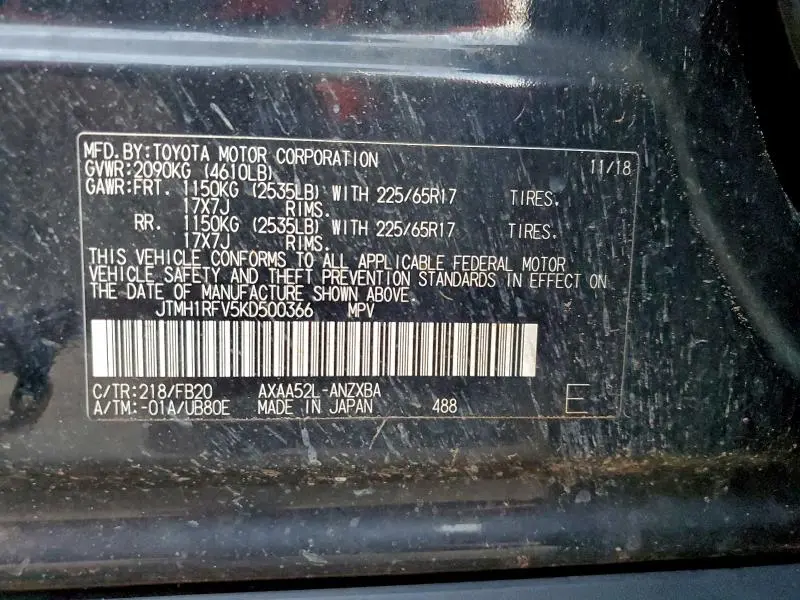 MFD. BY: TOYOTA MOTOR CORPORATION 11/18
GVWR: 2090KG (4610LB)
GAWR: FRT. 1150KG (2535LB) WITH 225/65R17 TIRES.
17X7J RIMS.
RR. 1150KG (2535LB) WITH 225/65R17 TIRES.
17X7J RIMS.
THIS VEHICLE CONFORMS TO ALL APPLICABLE FEDERAL MOTOR
VEHICLE SAFETY AND THEFT PREVENTION STANDARDS IN EFFECT ON
THE DATE OF MANUFACTURE SHOWN ABOVE.
JTMH1RFV5KD500366 MPV
C/TR: 218/FB20 AXAA52L-ANZXBA
A/TM: -01A/UB80E MADE IN JAPAN 488 E